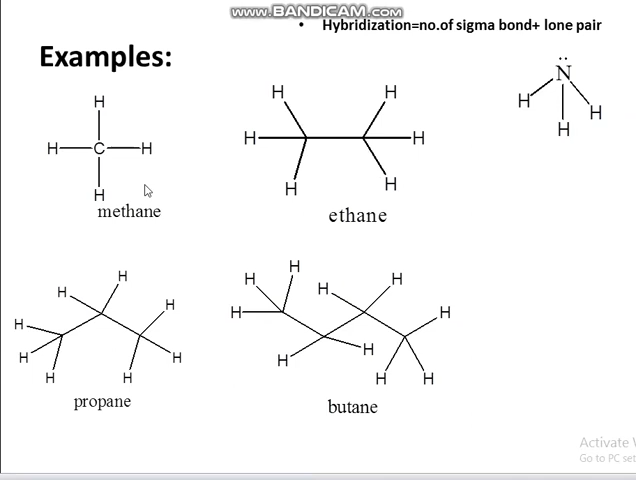 www.BANDICAM.com
• Hybridization=no.of sigma bond+ lone pair
Examples:
N
H H
H
H
H C H
H
methane
H H
H H
H H
ethane
H H
H H
H H
H H
propane
H H
H H H
H H
H H
H H
butane
Activate W
Go to PC set